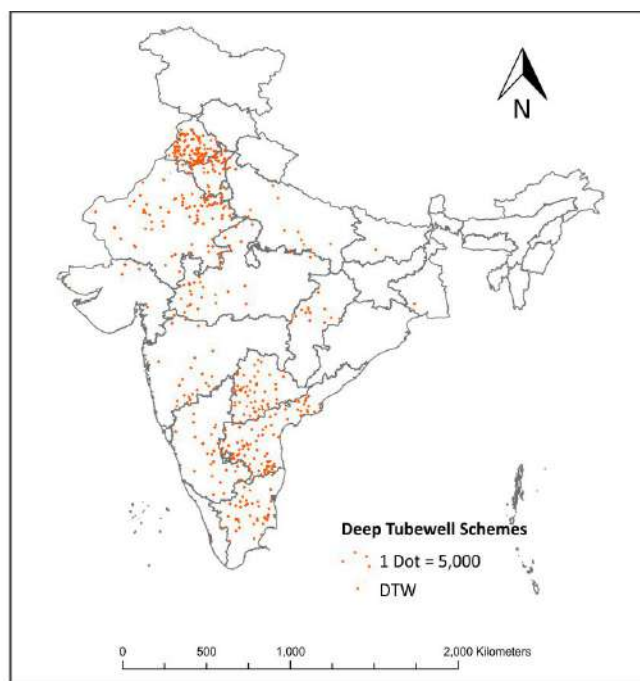 N
Deep Tubewell Schemes
1 Dot = 5,000
DTW
0 500 1,000 2,000 Kilometers